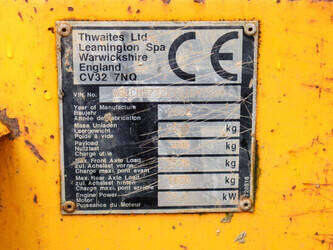 Thwaites Ltd
Leamington Spa
Warwickshire
England
CV32 7NQ
CE
VIN No.
Year of Manufacture
Baujahr
Année de fabrication
Mass Unladen
Leergewicht
Poids à vide
kg
Payload
Nutzlast
Charge utile
kg
Max. Front Axle Load
zul. Achslast vorn
Charge maxi. pont avant
kg
Max. Rear Axle Load
zul. Achslast hinten
Charge maxi. pont arrière
kg
Engine Power
Motor
Puissance du Moteur
kW